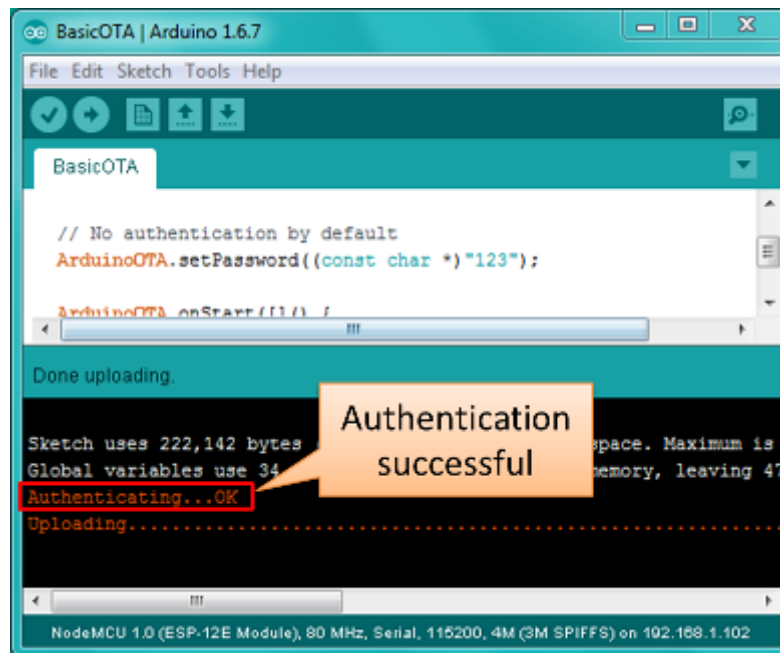 BasicOTA | Arduino 1.6.7
File Edit Sketch Tools Help
BasicOTA
// No authentication by default
ArduinoOTA.setPassword((const char *)"123");
ArduinoOTA.onStart([]() {
Done uploading.
Authentication
successful
Sketch uses 222,142 bytes space. Maximum is
Global variables use 34 memory, leaving 47
Authenticating...OK
Uploading................................................................
NodeMCU 1.0 (ESP-12E Module), 80 MHz, Serial, 115200, 4M (3M SPIFFS) on 192.168.1.102